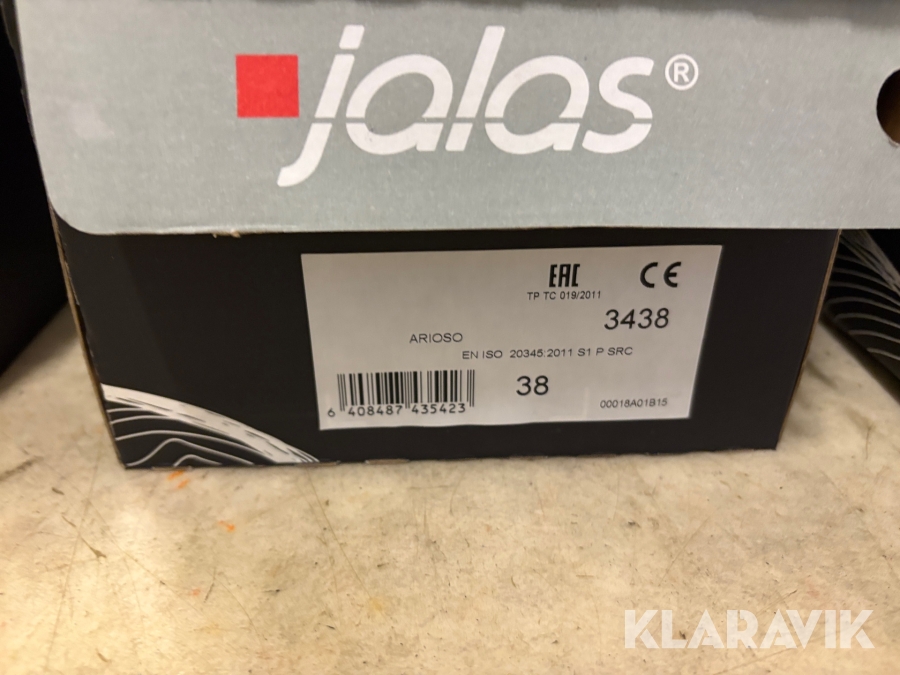 jalas®
EAC CE
TP TC 019/2011
3438
ARIOSO
EN ISO 20345:2011 S1 P SRC
38
6 408487 435423
00018A01B15
KLARAVIK